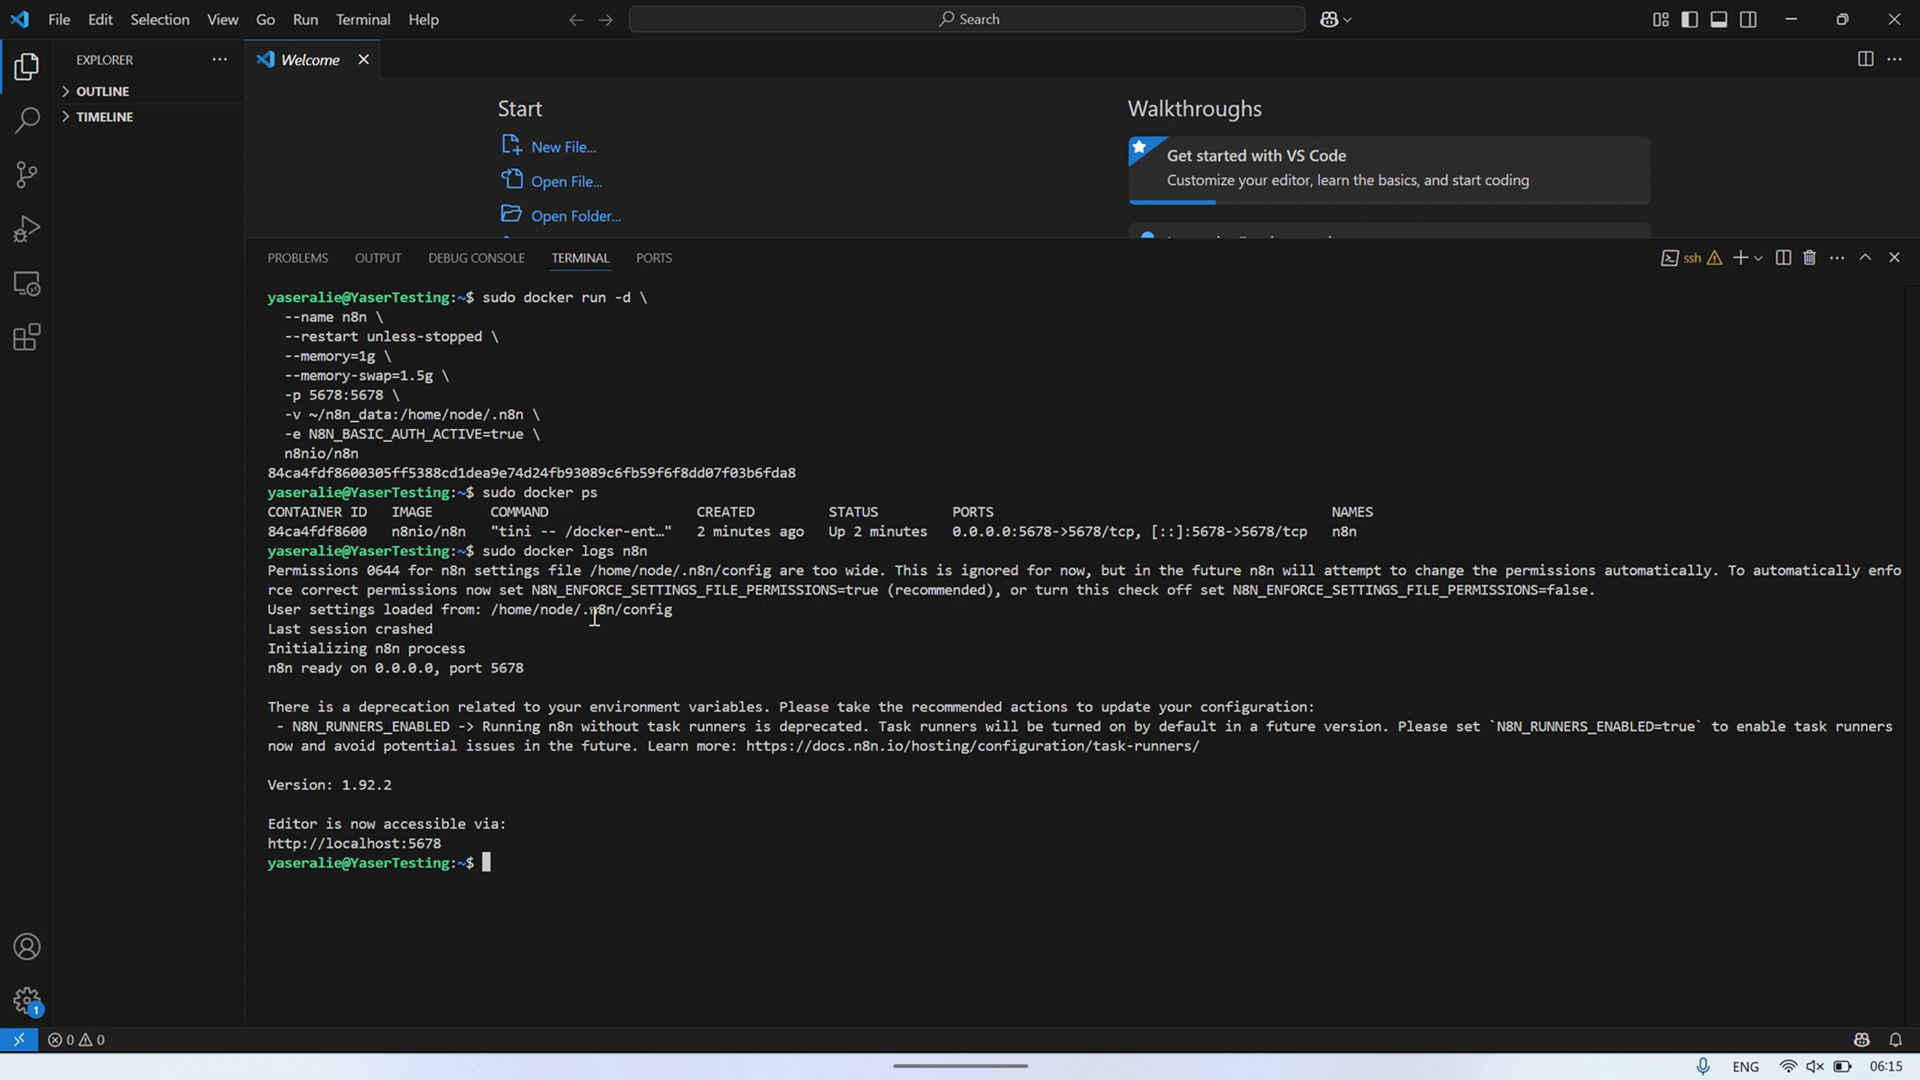 File Edit Selection View Go Run Terminal Help
Search
EXPLORER
Welcome
OUTLINE
TIMELINE
Start
New File...
Open File...
Open Folder...
Walkthroughs
Get started with VS Code
Customize your editor, learn the basics, and start coding
PROBLEMS OUTPUT DEBUG CONSOLE TERMINAL PORTS
ssh
yaseralie@YaserTesting:~$ sudo docker run -d \
--name n8n \
--restart unless-stopped \
--memory=1g \
--memory-swap=1.5g \
-p 5678:5678 \
-v ~/n8n_data:/home/node/.n8n \
-e N8N_BASIC_AUTH_ACTIVE=true \
n8nio/n8n
84ca4fdf8600305ff5388cd1dea9e74d24fb93089c6fb59f6f8dd07f03b6fda8
yaseralie@YaserTesting:~$ sudo docker ps
CONTAINER ID IMAGE COMMAND CREATED STATUS PORTS NAMES
84ca4fdf8600 n8nio/n8n "tini -- /docker-ent…" 2 minutes ago Up 2 minutes 0.0.0.0:5678->5678/tcp, [::]:5678->5678/tcp n8n
yaseralie@YaserTesting:~$ sudo docker logs n8n
Permissions 0644 for n8n settings file /home/node/.n8n/config are too wide. This is ignored for now, but in the future n8n will attempt to change the permissions automatically. To automatically enfo
rce correct permissions now set N8N_ENFORCE_SETTINGS_FILE_PERMISSIONS=true (recommended), or turn this check off set N8N_ENFORCE_SETTINGS_FILE_PERMISSIONS=false.
User settings loaded from: /home/node/.n8n/config
Last session crashed
Initializing n8n process
n8n ready on 0.0.0.0, port 5678
There is a deprecation related to your environment variables. Please take the recommended actions to update your configuration:
- N8N_RUNNERS_ENABLED -> Running n8n without task runners is deprecated. Task runners will be turned on by default in a future version. Please set `N8N_RUNNERS_ENABLED=true` to enable task runners
now and avoid potential issues in the future. Learn more: https://docs.n8n.io/hosting/configuration/task-runners/
Version: 1.92.2
Editor is now accessible via:
http://localhost:5678
yaseralie@YaserTesting:~$
1
0 0
ENG 06:15